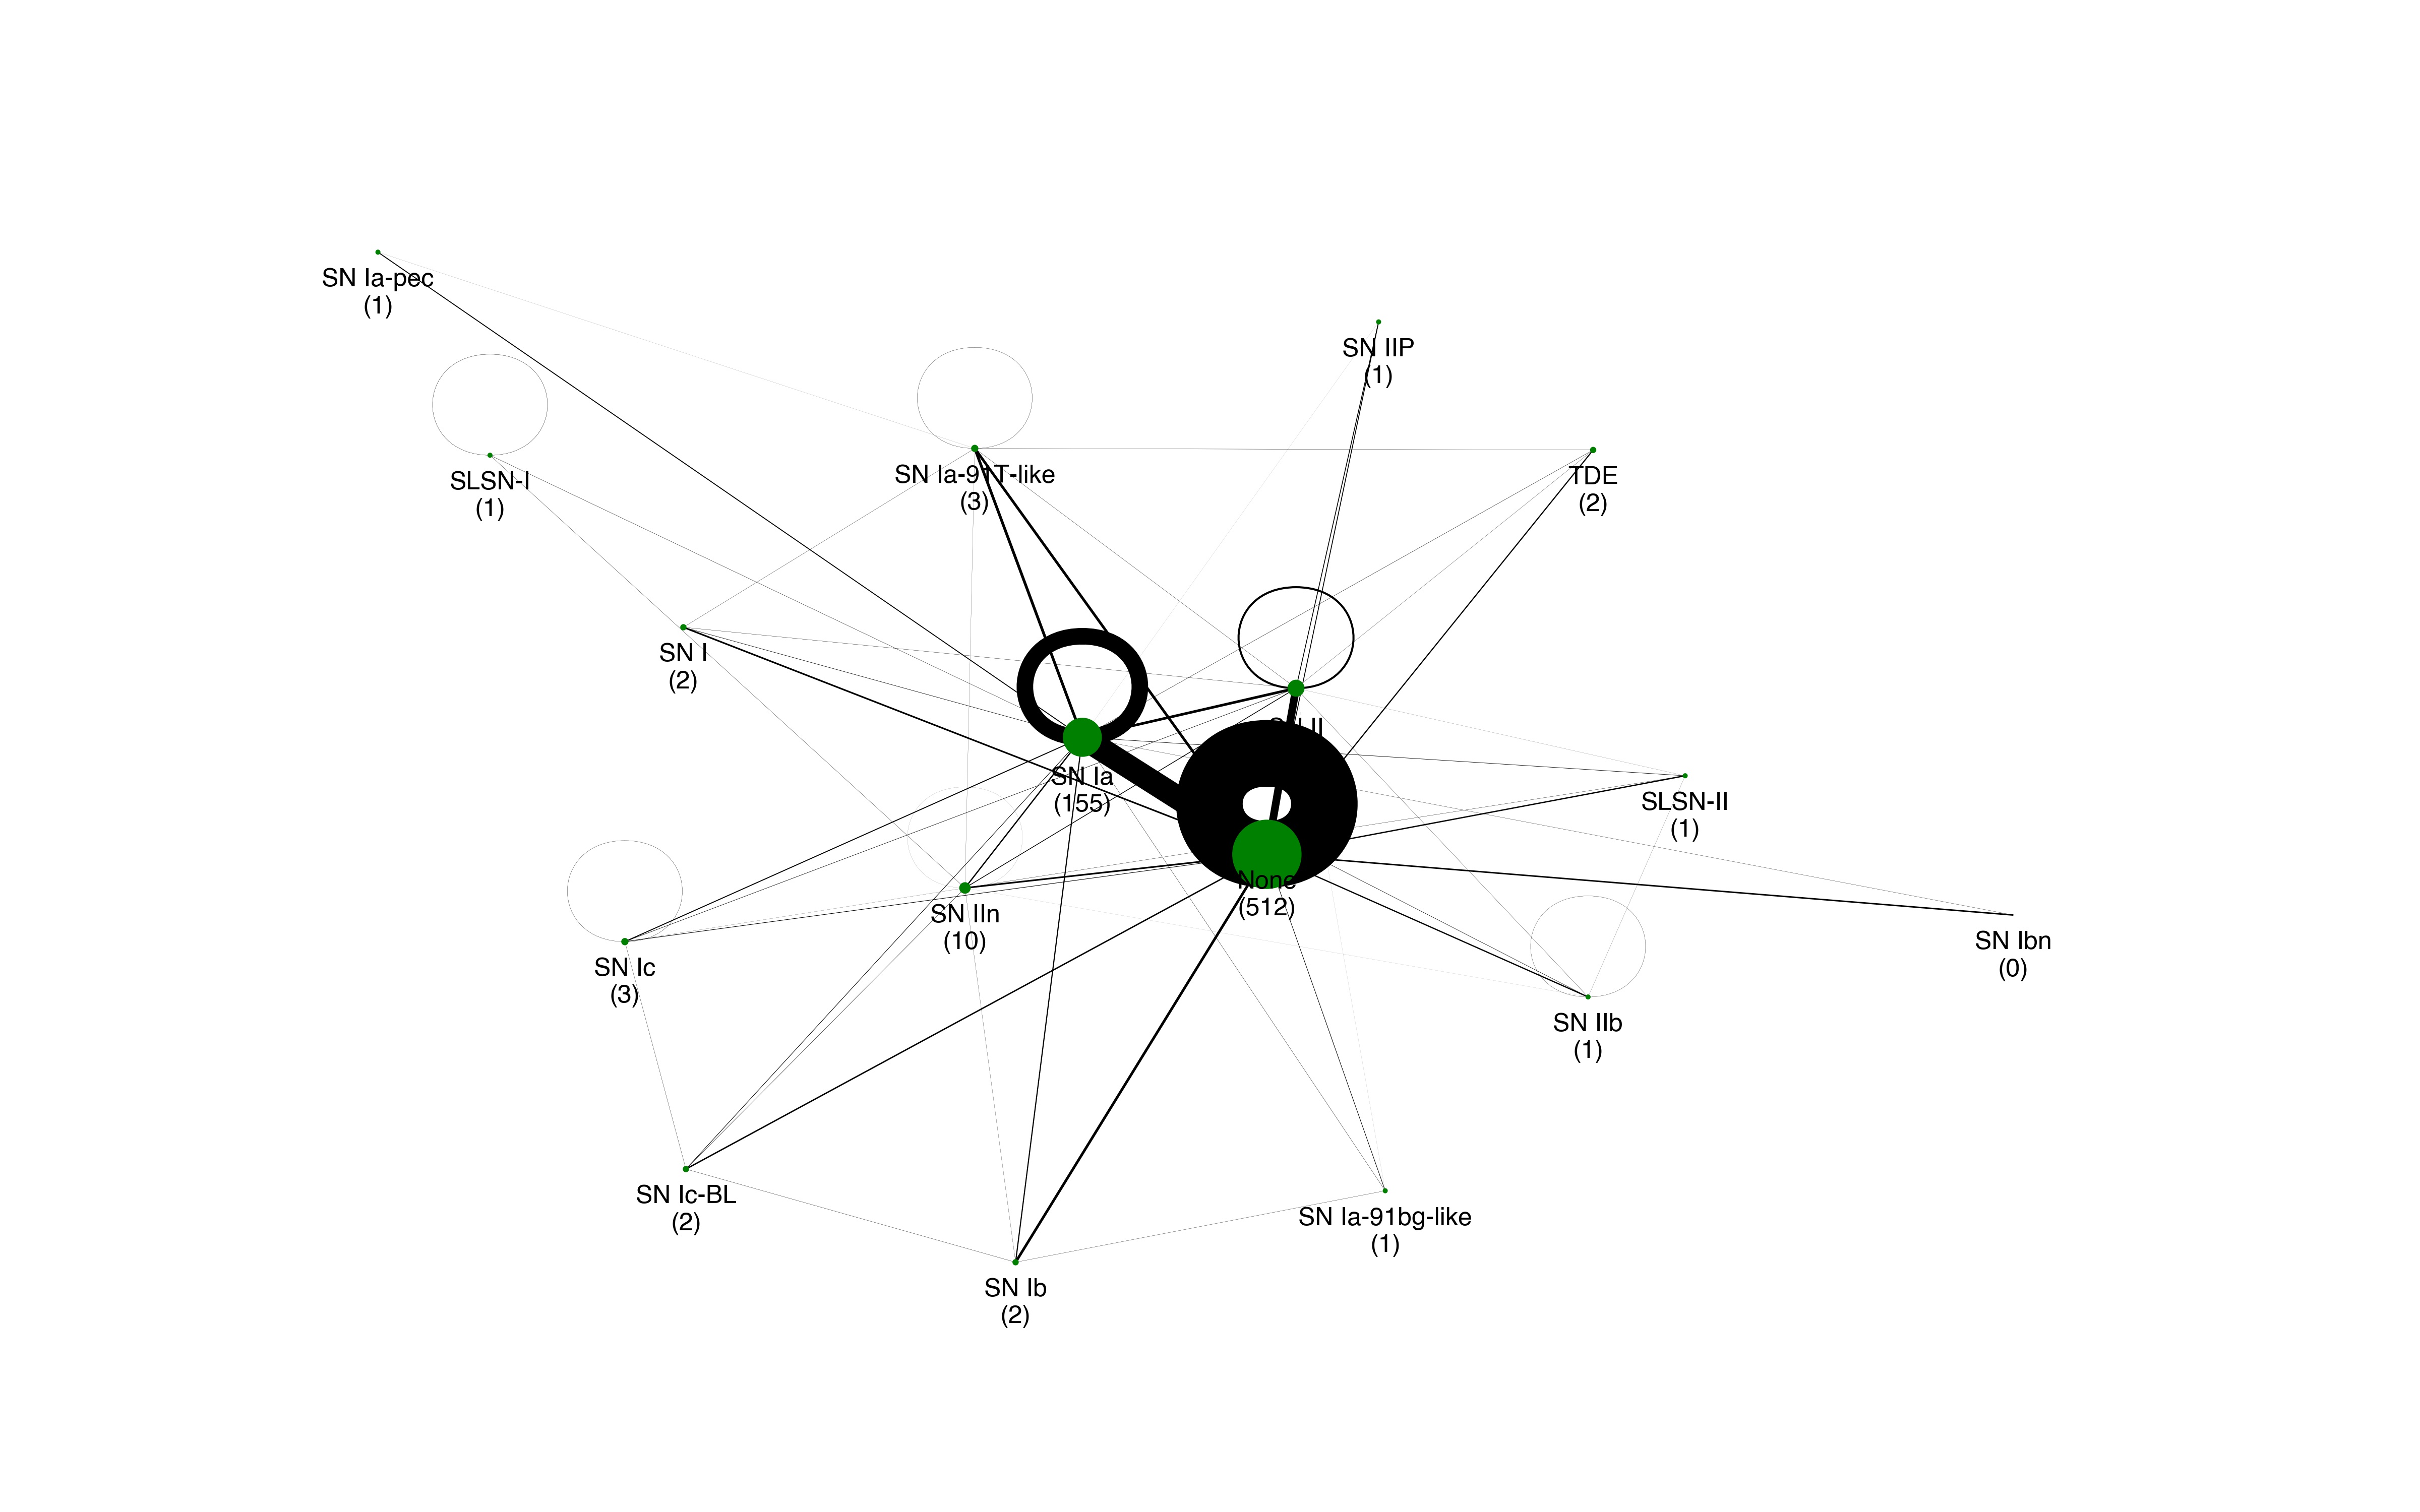 SN Ia-pec
(1)
SN IIP
(1)
SLSN-I
(1)
SN Ia-91T-like
(3)
TDE
(2)
SN I
(2)
SN II
SN Ia
(155)
SLSN-II
(1)
None
(512)
SN IIn
(10)
SN Ibn
(0)
SN Ic
(3)
SN IIb
(1)
SN Ic-BL
(2)
SN Ia-91bg-like
(1)
SN Ib
(2)